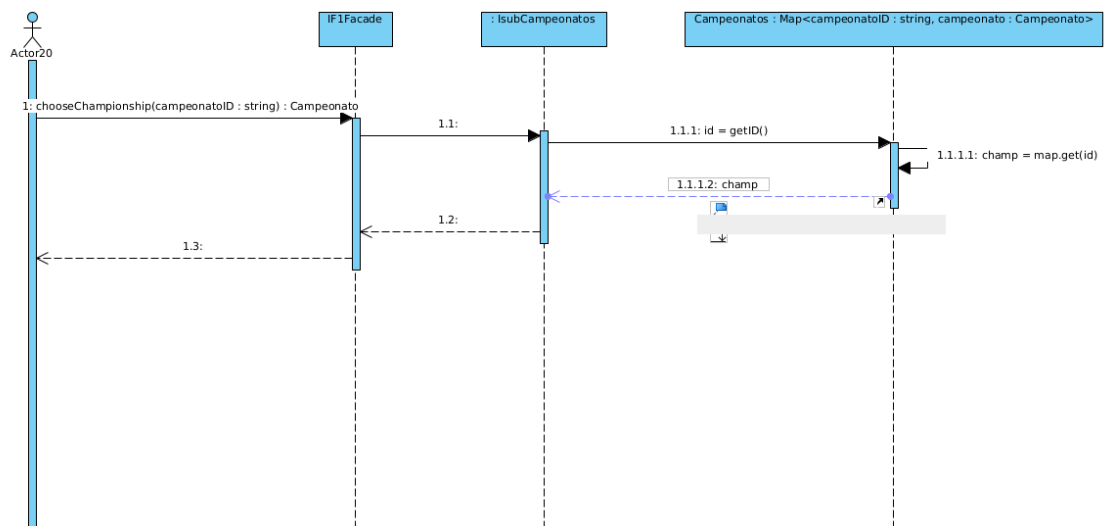 IF1Facade
: IsubCampeonatos
Campeonatos : Map<campeonatoID : string, campeonato : Campeonato>
Actor20
1: chooseChampionship(campeonatoID : string) : Campeonato
1.1:
1.1.1: id = getID()
1.1.1.1: champ = map.get(id)
1.1.1.2: champ
1.2:
1.3: